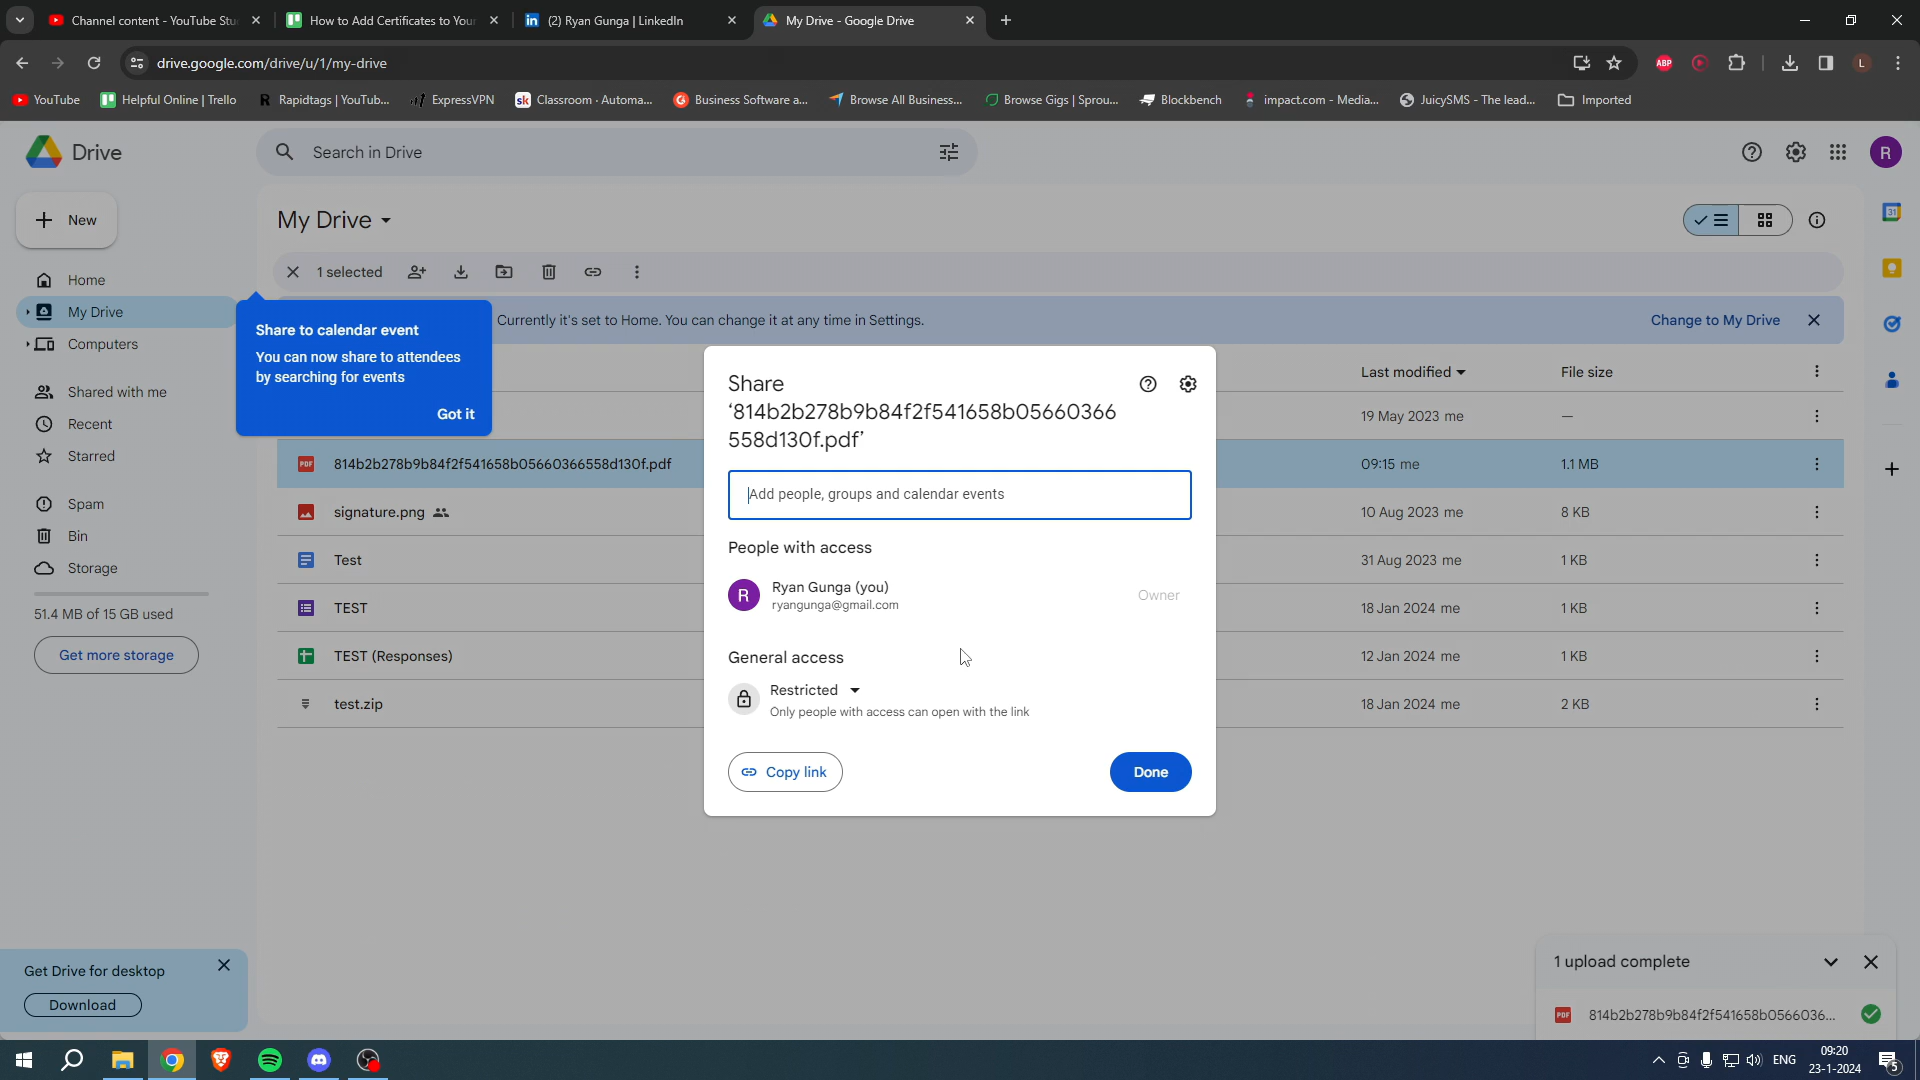 Channel content - YouTube Stu
How to Add Certificates to Your
(2) Ryan Gunga | LinkedIn
My Drive - Google Drive
drive.google.com/drive/u/1/my-drive
ABP
L
YouTube
Helpful Online | Trello
Rapidtags | YouTub...
ExpressVPN
Classroom · Automa...
Business Software a...
Browse All Business...
Browse Gigs | Sprou...
Blockbench
impact.com - Media...
JuicySMS - The lead...
Imported
Drive
Search in Drive
R
New
My Drive
1 selected
Home
My Drive
Computers
Shared with me
Recent
Starred
Spam
Bin
Storage
51.4 MB of 15 GB used
Get more storage
Share to calendar event
You can now share to attendees
by searching for events
Got it
Currently it's set to Home. You can change it at any time in Settings.
Change to My Drive
Last modified
File size
19 May 2023 me
—
814b2b278b9b84f2f541658b05660366558d130f.pdf
09:15 me
1.1 MB
signature.png
10 Aug 2023 me
8 KB
Test
31 Aug 2023 me
1 KB
TEST
18 Jan 2024 me
1 KB
TEST (Responses)
12 Jan 2024 me
1 KB
test.zip
18 Jan 2024 me
2 KB
Share
‘814b2b278b9b84f2f541658b05660366
558d130f.pdf’
Add people, groups and calendar events
People with access
R
Ryan Gunga (you)
ryangunga@gmail.com
Owner
General access
Restricted
Only people with access can open with the link
Copy link
Done
Get Drive for desktop
Download
1 upload complete
814b2b278b9b84f2f541658b0566036...
ENG
09:20
23-1-2024
5